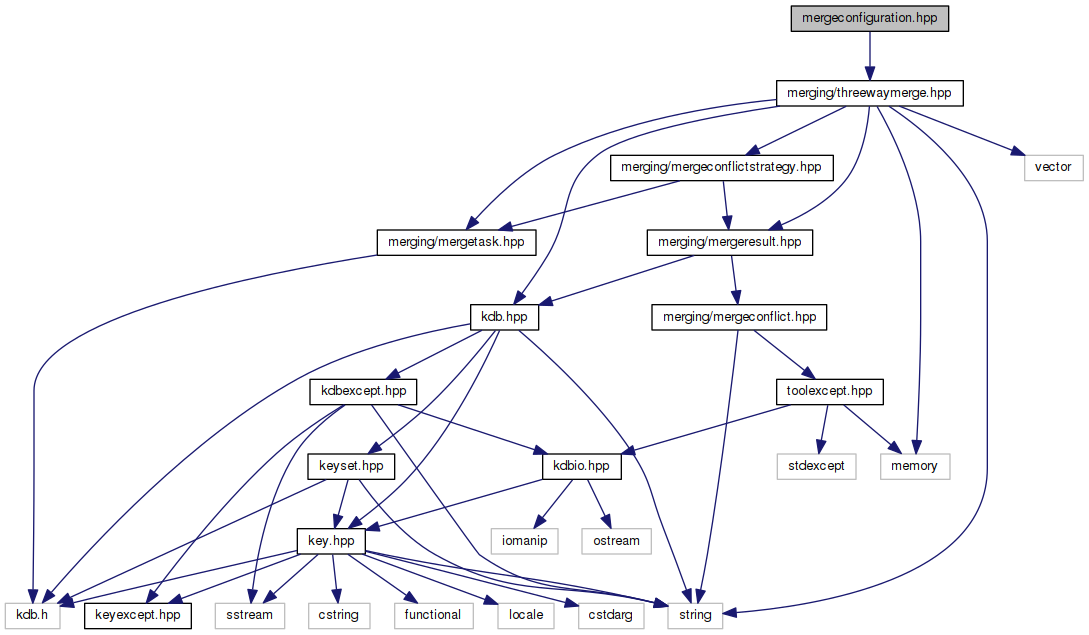 mergeconfiguration.hpp
merging/threewaymerge.hpp
merging/mergeconflictstrategy.hpp
vector
merging/mergetask.hpp
merging/mergeresult.hpp
kdb.hpp
merging/mergeconflict.hpp
kdbexcept.hpp
toolexcept.hpp
keyset.hpp
kdbio.hpp
stdexcept
memory
key.hpp
iomanip
ostream
kdb.h
keyexcept.hpp
sstream
cstring
functional
locale
cstdarg
string